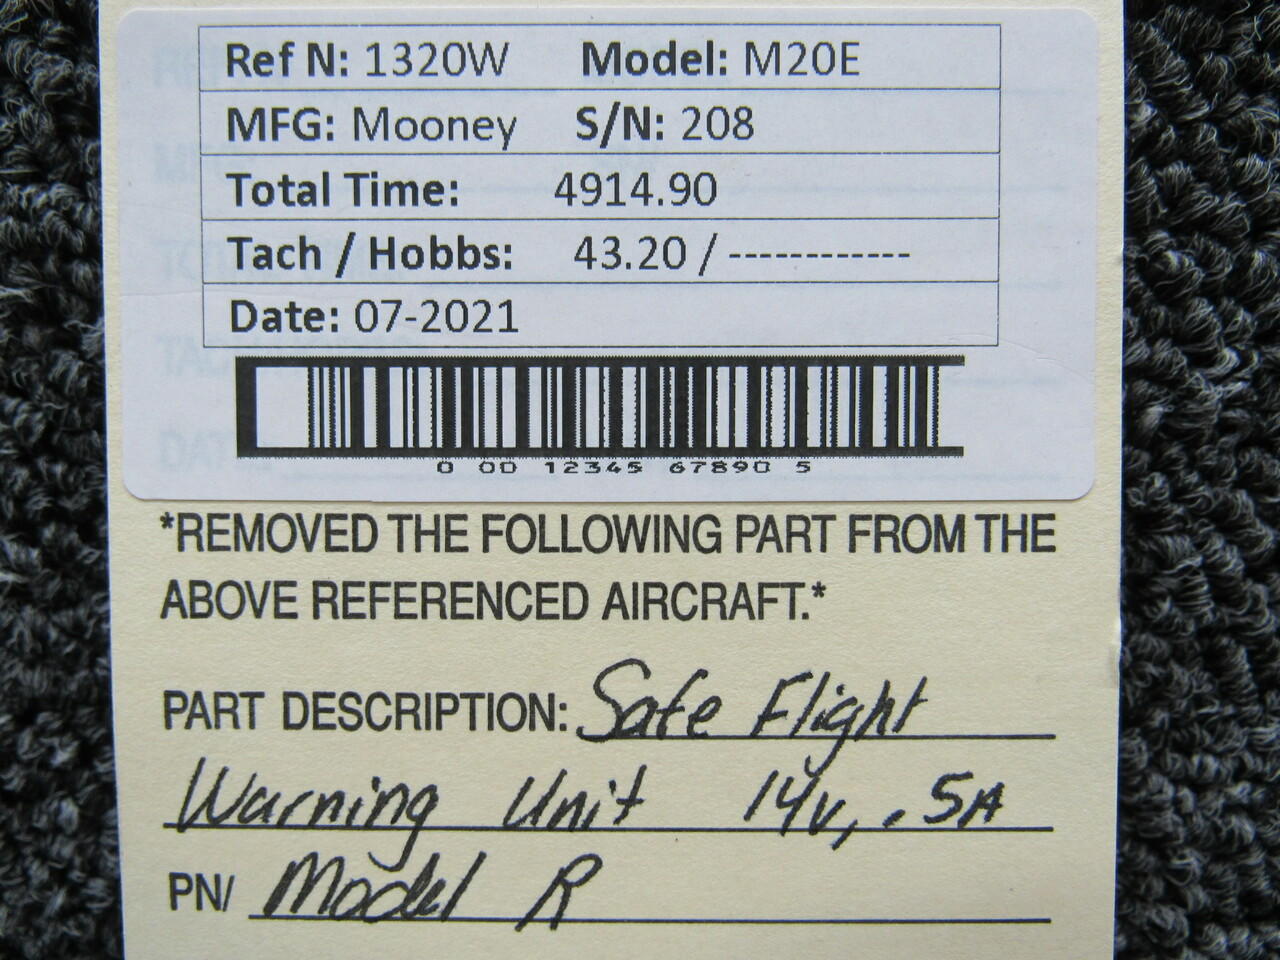 Ref N: 1320W Model: M20E
MFG: Mooney S/N: 208
Total Time: 4914.90
Tach / Hobbs: 43.20 / ------------
Date: 07-2021
0 00 12345 67890 5
*REMOVED THE FOLLOWING PART FROM THE
ABOVE REFERENCED AIRCRAFT.*
PART DESCRIPTION: Safe Flight
Warning Unit 14v, .5A
PN/ Model R